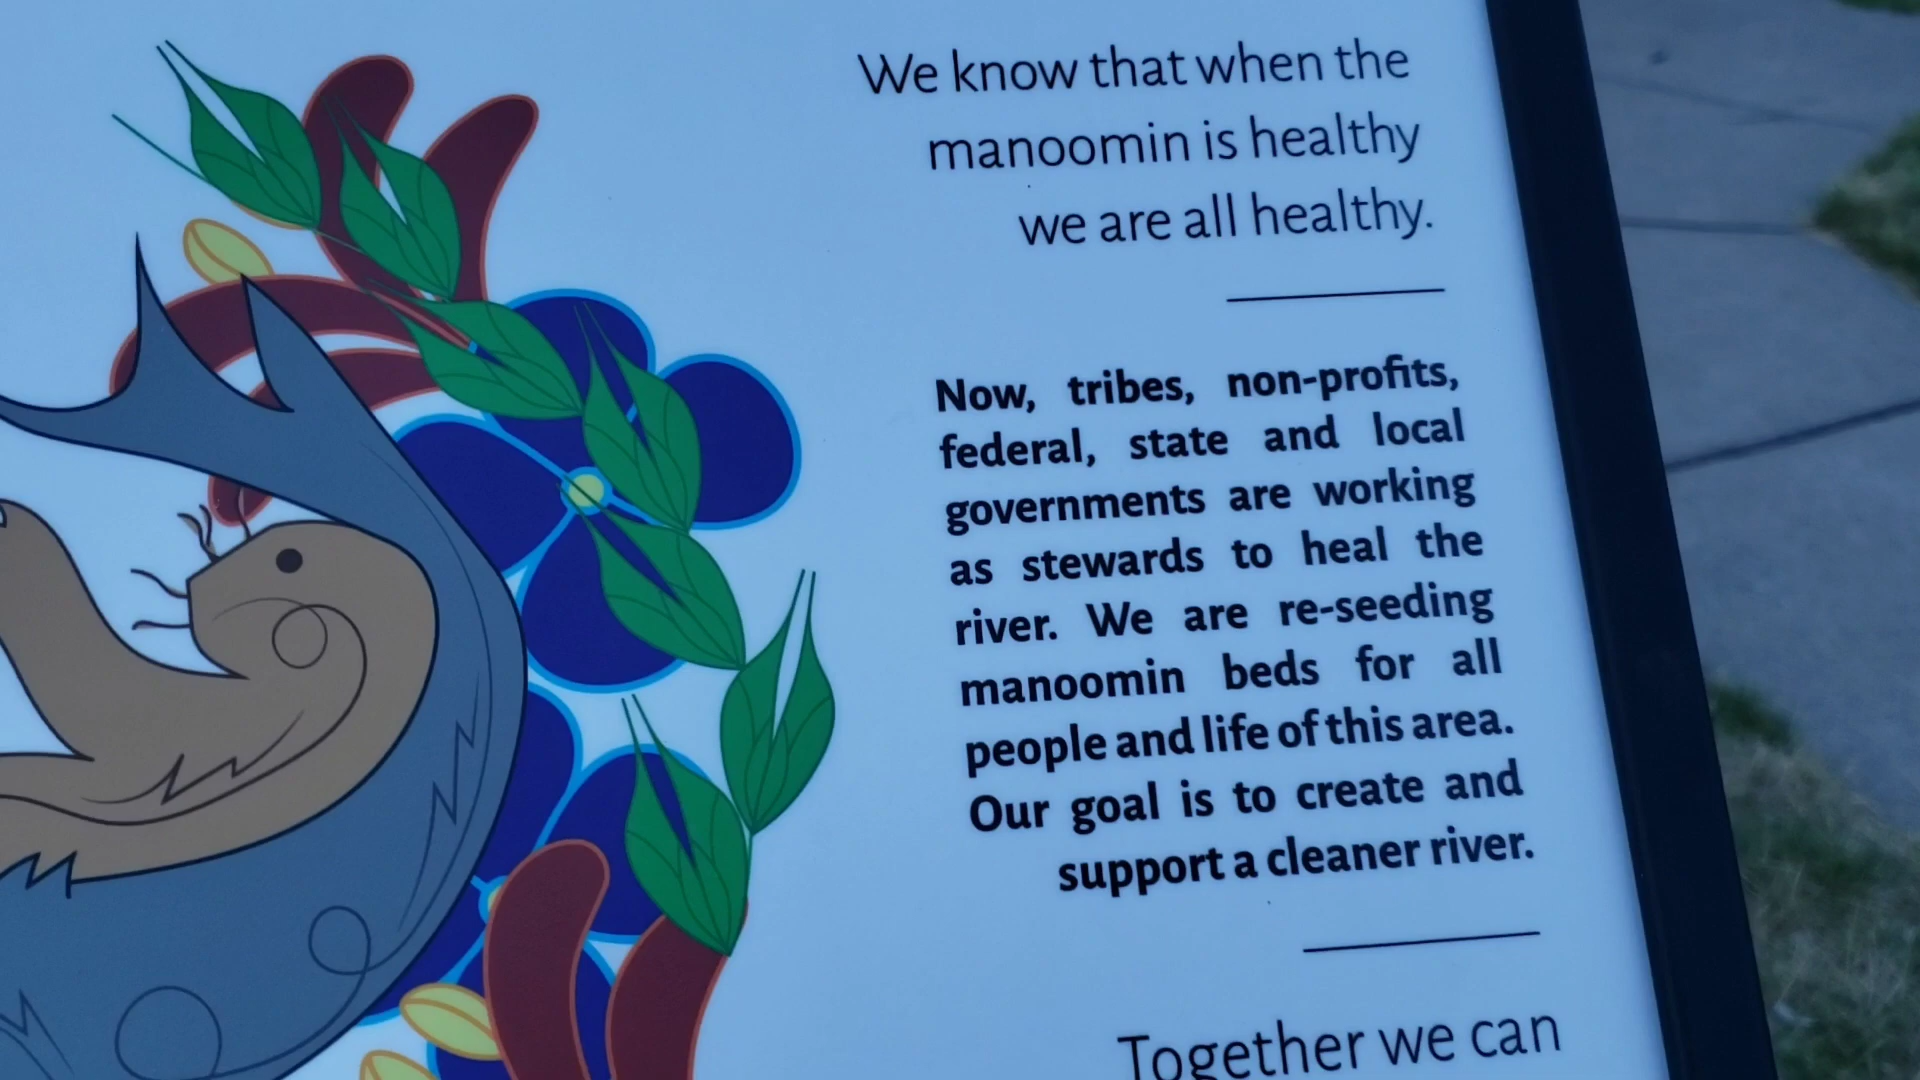 We know that when the
manoomin is healthy
we are all healthy.
Now, tribes, non-profits,
federal, state and local
governments are working
as stewards to heal the
river. We are re-seeding
manoomin beds for all
people and life of this area.
Our goal is to create and
support a cleaner river.
Together we can